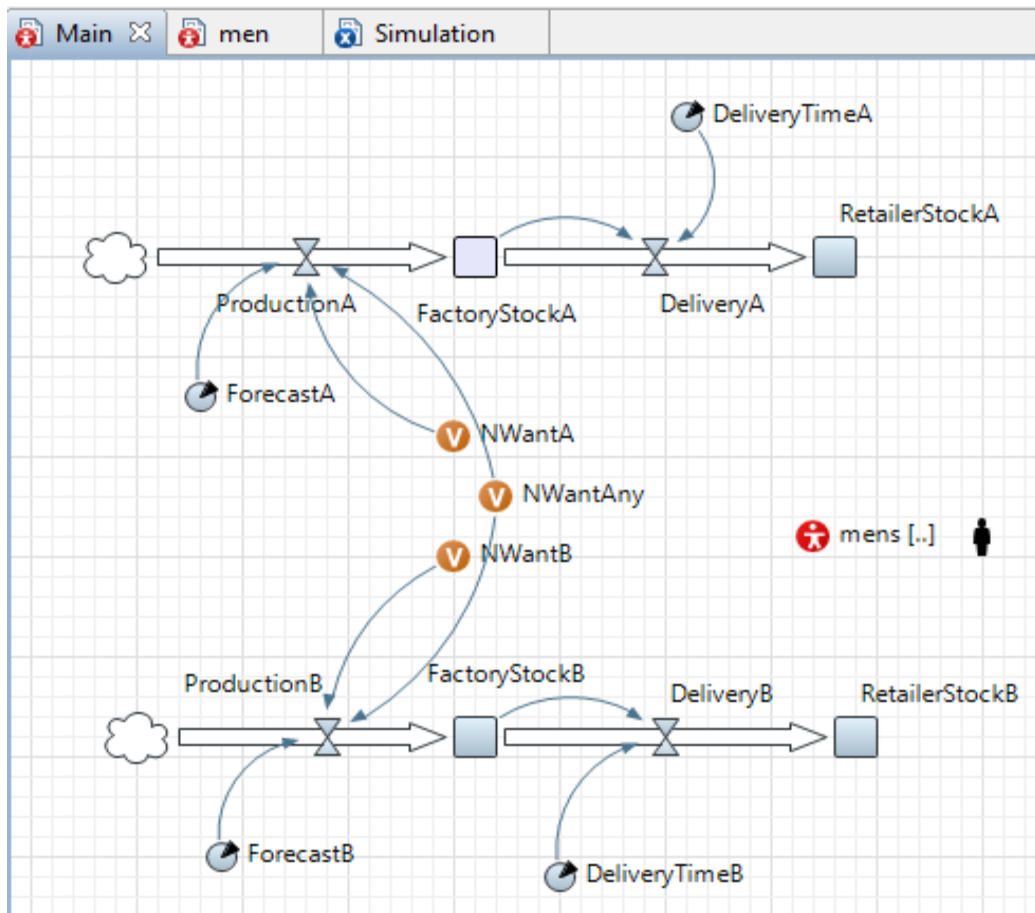 Main
men
Simulation
DeliveryTimeA
RetailerStockA
ProductionA
FactoryStockA
DeliveryA
ForecastA
V NWantA
V NWantAny
mens [..]
V NWantB
ProductionB
FactoryStockB
DeliveryB
RetailerStockB
ForecastB
DeliveryTimeB